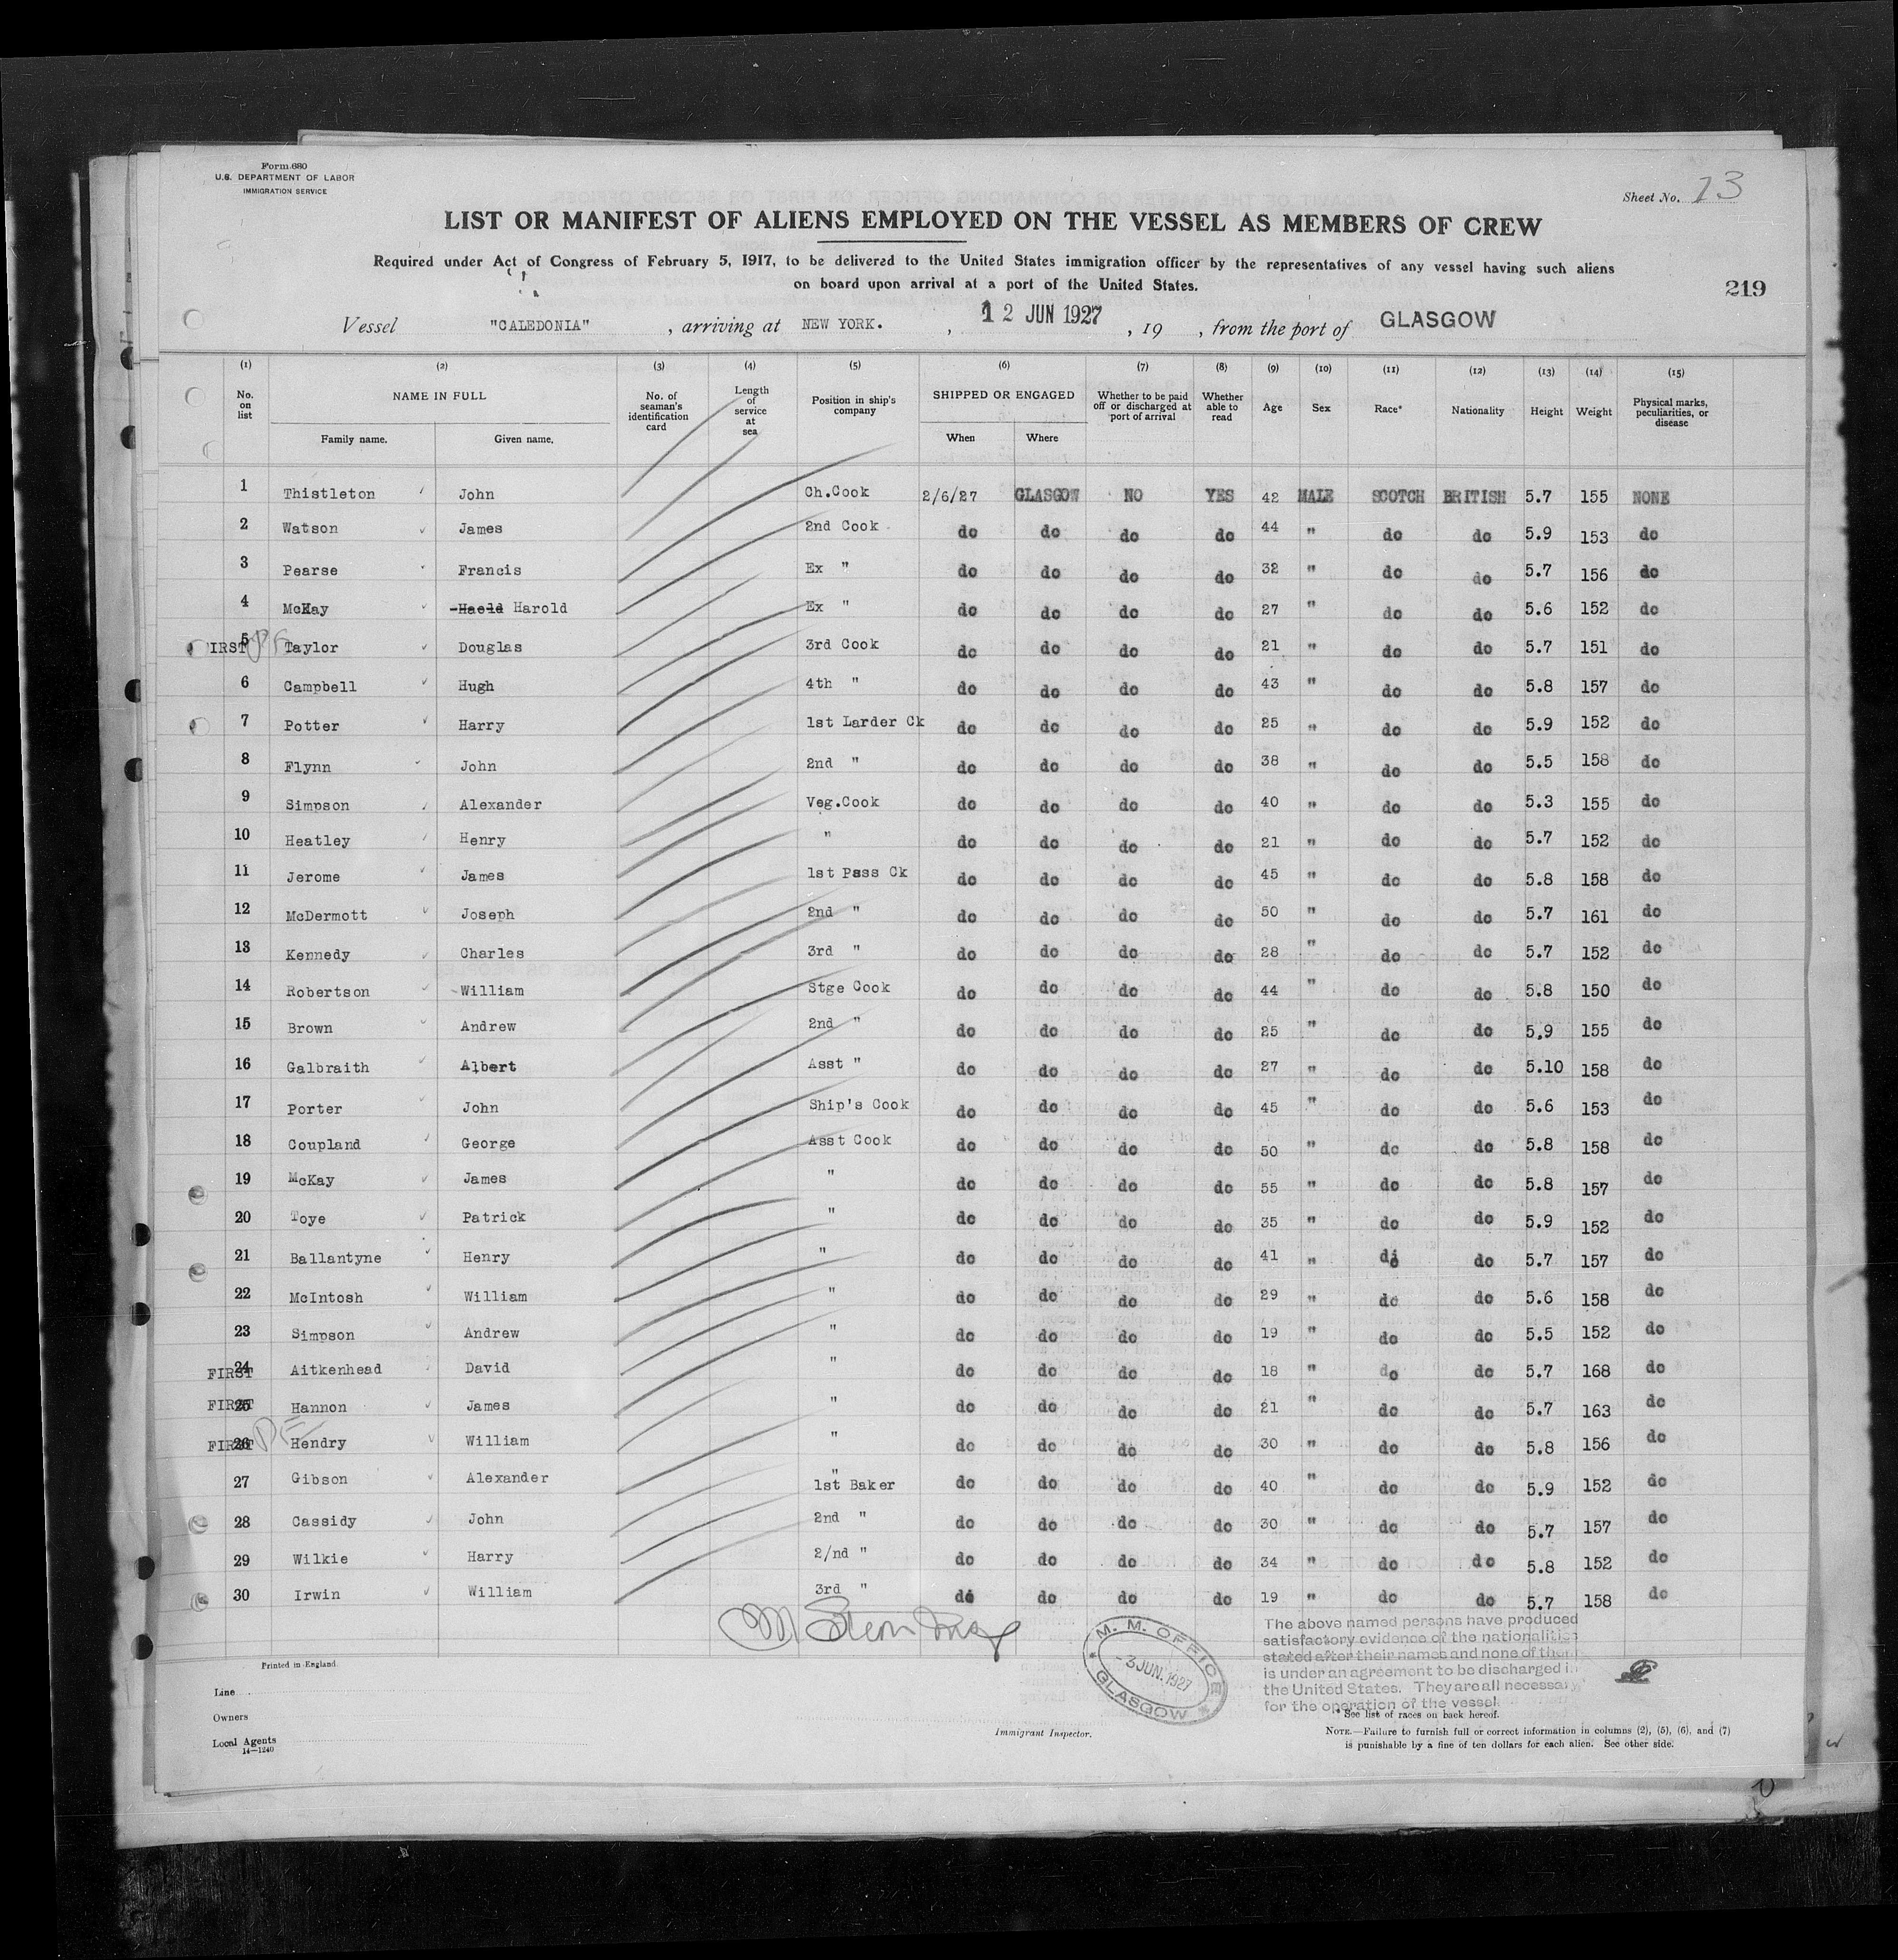 Form 680
U.S. DEPARTMENT OF LABOR
IMMIGRATION SERVICE
Sheet No. 13
LIST OR MANIFEST OF ALIENS EMPLOYED ON THE VESSEL AS MEMBERS OF CREW
Required under Act of Congress of February 5, 1917, to be delivered to the United States immigration officer by the representatives of any vessel having such aliens
on board upon arrival at a port of the United States.
219
Vessel "CALEDONIA" , arriving at NEW YORK. , 12 JUN 1927 , 19 , from the port of GLASGOW
(1) (2) (3) (4) (5) (6) (7) (8) (9) (10) (11) (12) (13) (14) (15)
No. on list NAME IN FULL Family name. Given name. No. of seaman's identification card Length of service at sea Position in ship's company SHIPPED OR ENGAGED When Where Whether to be paid off or discharged at port of arrival Whether able to read Age Sex Race* Nationality Height Weight Physical marks, peculiarities, or disease
1 Thistleton John Ch.Cook 2/6/27 GLASGOW NO YES 42 MALE SCOTCH BRITISH 5.7 155 NONE
2 Watson James 2nd Cook do do do do 44 " do do 5.9 153 do
3 Pearse Francis Ex " do do do do 32 " do do 5.7 156 do
4 McKay Haeld Harold Ex " do do do do 27 " do do 5.6 152 do
FIRST 5 Taylor Douglas 3rd Cook do do do do 21 " do do 5.7 151 do
6 Campbell Hugh 4th " do do do do 43 " do do 5.8 157 do
7 Potter Harry 1st Larder Ck do do do do 25 " do do 5.9 152 do
8 Flynn John 2nd " do do do do 38 " do do 5.5 158 do
9 Simpson Alexander Veg.Cook do do do do 40 " do do 5.3 155 do
10 Heatley Henry " do do do do 21 " do do 5.7 152 do
11 Jerome James 1st Pass Ck do do do do 45 " do do 5.8 158 do
12 McDermott Joseph 2nd " do do do do 50 " do do 5.7 161 do
13 Kennedy Charles 3rd " do do do do 28 " do do 5.7 152 do
14 Robertson William Stge Cook do do do do 44 " do do 5.8 150 do
15 Brown Andrew 2nd " do do do do 25 " do do 5,9 155 do
16 Galbraith Albert Asst " do do do do 27 " do do 5.10 158 do
17 Porter John Ship's Cook do do do do 45 " do do 5.6 153 do
18 Coupland George Asst Cook do do do do 50 " do do 5.8 158 do
19 McKay James " do do do do 55 " do do 5.8 157 do
20 Toye Patrick " do do do do 35 " do do 5.9 152 do
21 Ballantyne Henry " do do do do 41 " do do 5.7 157 do
22 McIntosh William " do do do do 29 " do do 5.6 158 do
23 Simpson Andrew " do do do do 19 " do do 5.5 152 do
FIRST 24 Aitkenhead David " do do do do 18 " do do 5.7 168 do
FIRST 25 Hannon James " do do do do 21 " do do 5.7 163 do
FIRST 26 Hendry William " do do do do 30 " do do 5.8 156 do
27 Gibson Alexander " 1st Baker do do do do 40 " do do 5.9 152 do
28 Cassidy John 2nd " do do do do 30 " do do 5.7 157 do
29 Wilkie Harry 2/nd " do do do do 34 " do do 5.8 152 do
30 Irwin William 3rd " do do do do 19 " do do 5.7 158 do
M. M. OFFICE
- 3 JUN. 1927
* GLASGOW *
The above named persons have produced
satisfactory evidence of the nationalities
stated after their names and none of them
is under an agreement to be discharged in
the United States. They are all necessary
for the operation of the vessel.
Printed in England
Line
Owners
Local Agents
14—1240
Immigrant Inspector.
* See list of races on back hereof.
NOTE.—Failure to furnish full or correct information in columns (2), (5), (6), and (7)
is punishable by a fine of ten dollars for each alien. See other side.